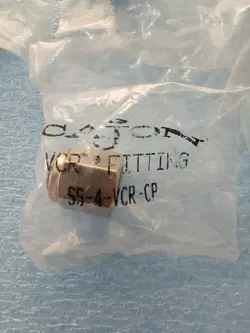 CAJON
VCR ® FITTING
SS-4-VCR-CP